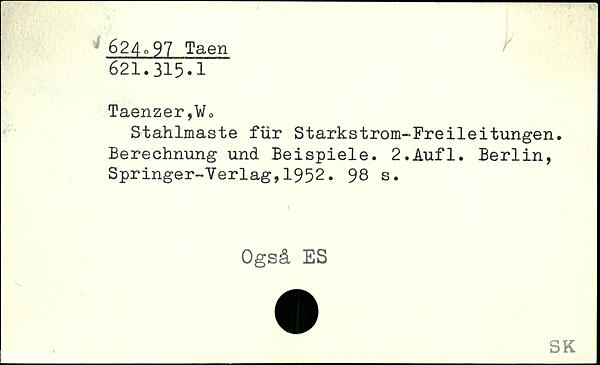 624.97 Taen
621.315.1
Taenzer,W.
Stahlmaste für Starkstrom-Freileitungen.
Berechnung und Beispiele. 2.Aufl. Berlin,
Springer-Verlag,1952. 98 s.
Også ES
SK